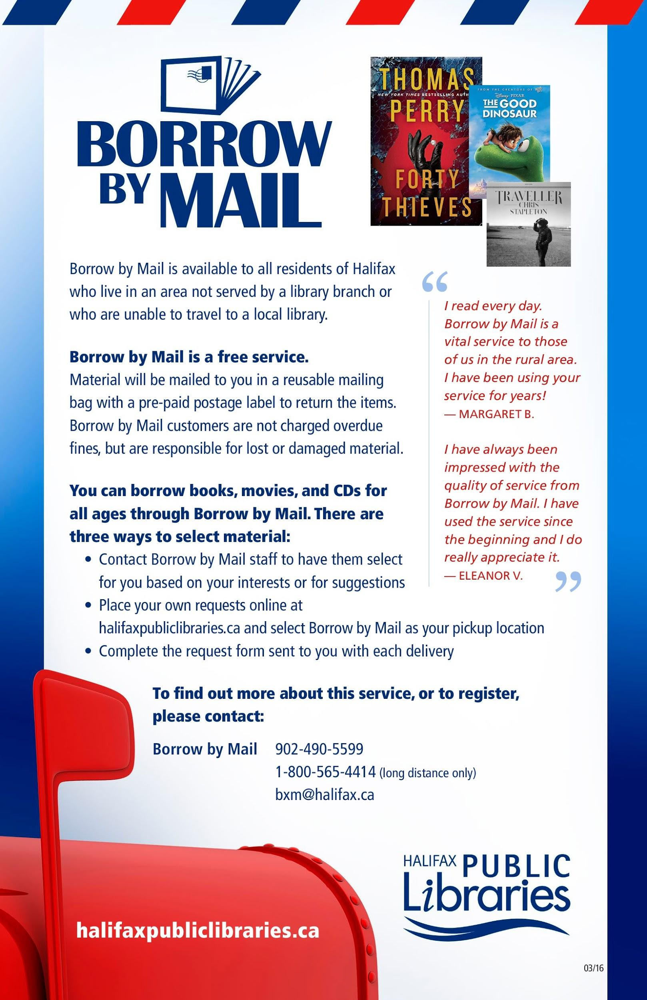 BORROW
BY MAIL
THOMAS
NEW YORK TIMES BESTSELLING AUTH
PERRY
FORTY
THIEVES
FROM THE CREATORS OF INSIDE OUT
Disney PIXAR
THE GOOD
DINOSAUR
TRAVELLER
CHRIS
STAPLETON
Borrow by Mail is available to all residents of Halifax
who live in an area not served by a library branch or
who are unable to travel to a local library.
Borrow by Mail is a free service.
Material will be mailed to you in a reusable mailing
bag with a pre-paid postage label to return the items.
Borrow by Mail customers are not charged overdue
fines, but are responsible for lost or damaged material.
You can borrow books, movies, and CDs for
all ages through Borrow by Mail. There are
three ways to select material:
• Contact Borrow by Mail staff to have them select
for you based on your interests or for suggestions
• Place your own requests online at
halifaxpubliclibraries.ca and select Borrow by Mail as your pickup location
• Complete the request form sent to you with each delivery
“
I read every day.
Borrow by Mail is a
vital service to those
of us in the rural area.
I have been using your
service for years!
— MARGARET B.
I have always been
impressed with the
quality of service from
Borrow by Mail. I have
used the service since
the beginning and I do
really appreciate it.
— ELEANOR V.
”
To find out more about this service, or to register,
please contact:
Borrow by Mail 902-490-5599
1-800-565-4414 (long distance only)
bxm@halifax.ca
halifaxpubliclibraries.ca
HALIFAX PUBLIC
Libraries
03/16